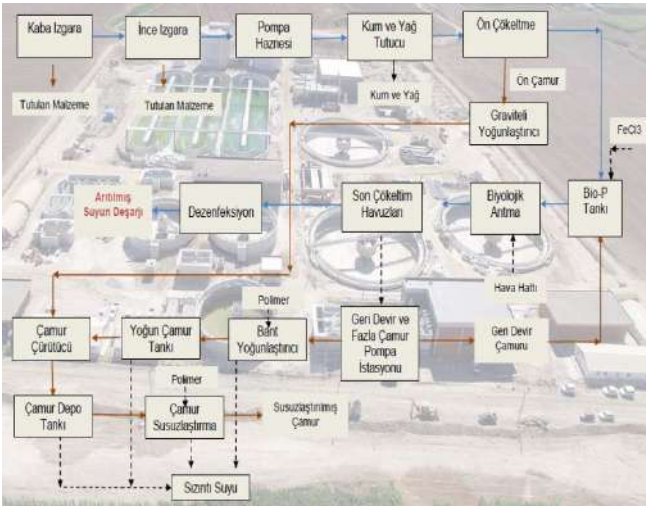 Kaba Izgara
İnce Izgara
Pompa
Haznesi
Kum ve Yağ
Tutucu
Ön Çökeltme
Tutulan Malzeme
Tutulan Malzeme
Kum ve Yağ
Ön Çamur
Graviteli
Yoğunlaştırıcı
FeCl3
Arıtılmış
Suyun Deşarjı
Dezenfeksiyon
Son Çökeltim
Havuzları
Biyolojik
Arıtma
Bio-P
Tankı
Hava Hattı
Polimer
Çamur
Çürütücü
Yoğun Çamur
Tankı
Bant
Yoğunlaştırıcı
Geri Devir ve
Fazla Çamur
Pompa
İstasyonu
Geri Devir
Çamuru
Polimer
Çamur Depo
Tankı
Çamur
Susuzlaştırma
Susuzlaştırılmış
Çamur
Sızıntı Suyu